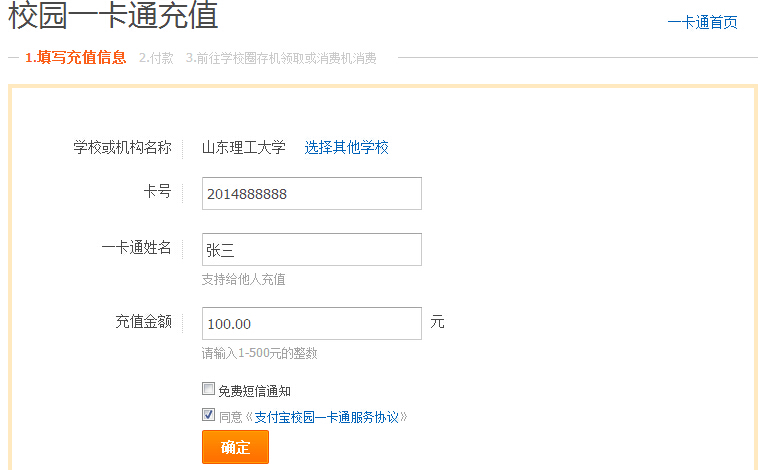 校园一卡通充值
一卡通首页
1.填写充值信息 2.付款 3.前往学校圈存机领取或消费机消费
学校或机构名称 山东理工大学 选择其他学校
卡号 2014888888
一卡通姓名 张三
支持给他人充值
充值金额 100.00 元
请输入1-500元的整数
免费短信通知
同意《支付宝校园一卡通服务协议》
确定